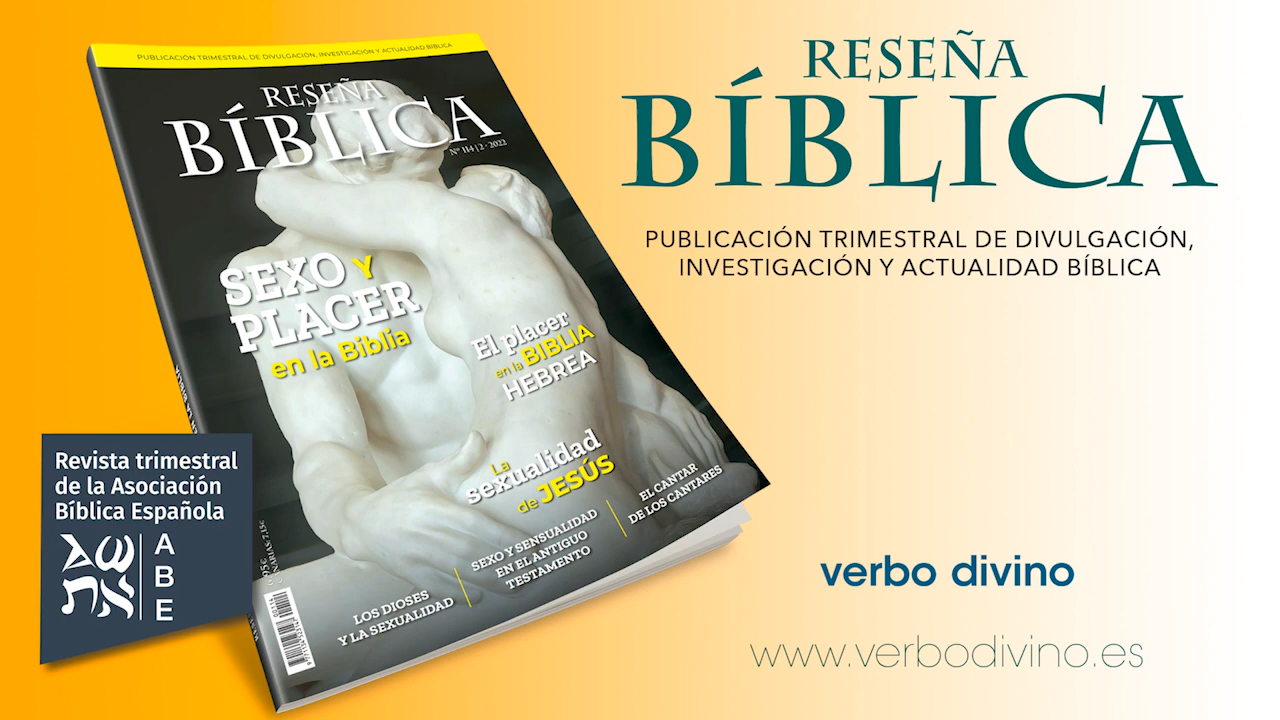 PUBLICACIÓN TRIMESTRAL DE DIVULGACIÓN, INVESTIGACIÓN Y ACTUALIDAD BÍBLICA
RESEÑA
BÍBLICA
Nº 114 | 2 · 2022
SEXO Y
PLACER
en la Biblia
El placer
en la BIBLIA
HEBREA
La
sexualidad
de JESÚS
LOS DIOSES
Y LA SEXUALIDAD
SEXO Y SENSUALIDAD
EN EL ANTIGUO
TESTAMENTO
EL CANTAR
DE LOS CANTARES
Revista trimestral
de la Asociación
Bíblica Española
A
B
E
RESEÑA
BÍBLICA
PUBLICACIÓN TRIMESTRAL DE DIVULGACIÓN,
INVESTIGACIÓN Y ACTUALIDAD BÍBLICA
verbo divino
www.verbodivino.es